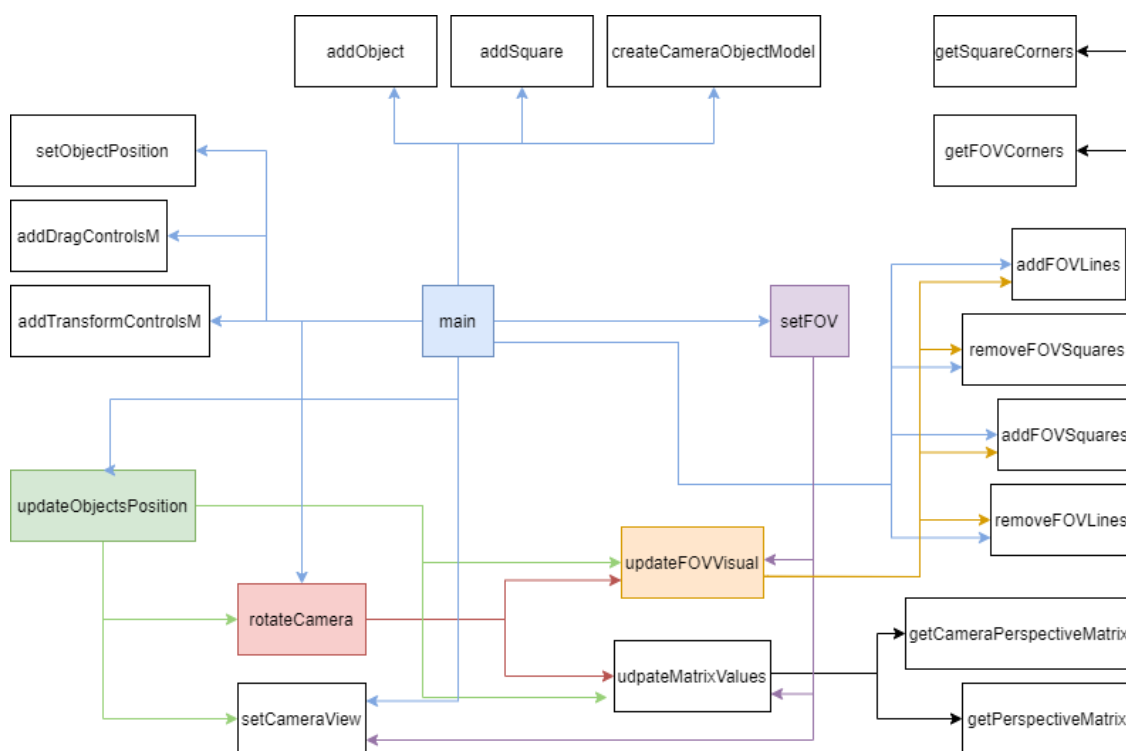 addObject
addSquare
createCameraObjectModel
getSquareCorners
setObjectPosition
getFOVCorners
addDragControlsM
addFOVLines
addTransformControlsM
main
setFOV
removeFOVSquares
addFOVSquares
updateObjectsPosition
removeFOVLines
updateFOVVisual
rotateCamera
getCameraPerspectiveMatrix
udpateMatrixValues
setCameraView
getPerspectiveMatrix